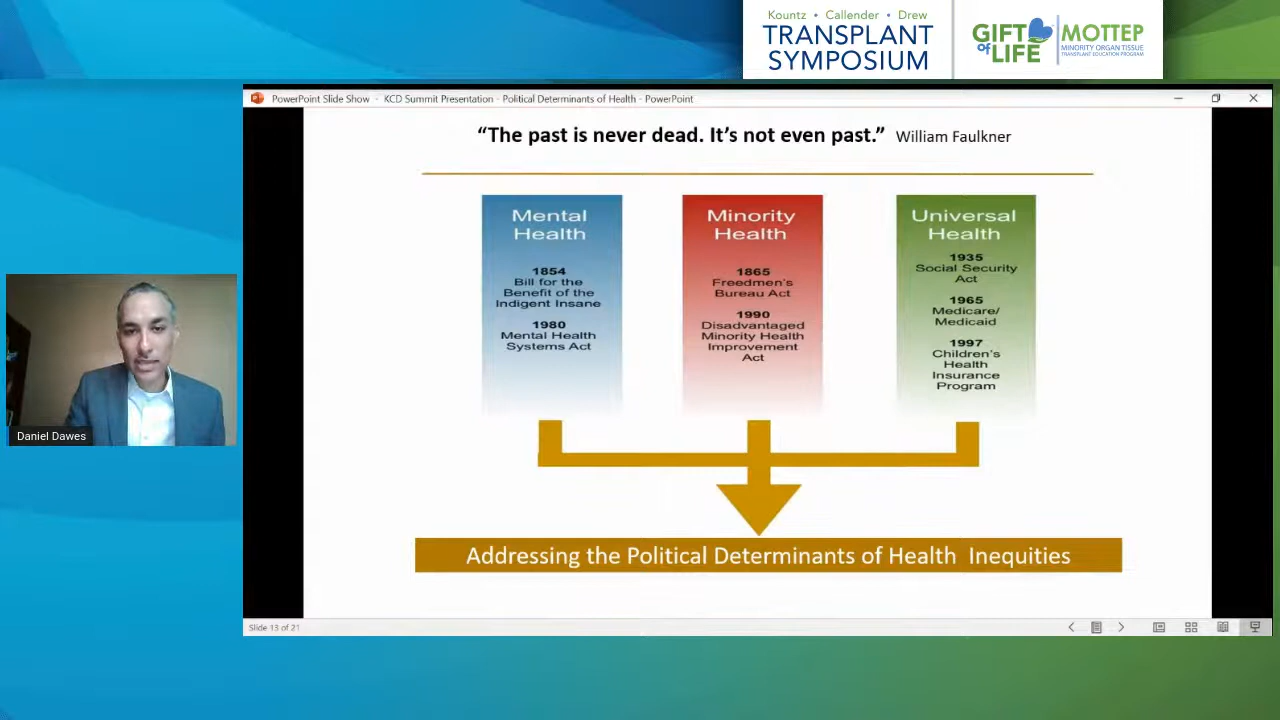 Kountz • Callender • Drew
TRANSPLANT
SYMPOSIUM
GIFT
of LIFE
MOTTEP
MINORITY ORGAN TISSUE
TRANSPLANT EDUCATION PROGRAM
PowerPoint Slide Show - KCD Summit Presentation - Political Determinants of Health - PowerPoint
“The past is never dead. It’s not even past.” William Faulkner
Mental
Health
1854
Bill for the
Benefit of the
Indigent Insane
1980
Mental Health
Systems Act
Minority
Health
1865
Freedmen’s
Bureau Act
1990
Disadvantaged
Minority Health
Improvement
Act
Universal
Health
1935
Social Security
Act
1965
Medicare/
Medicaid
1997
Children’s
Health
Insurance
Program
Addressing the Political Determinants of Health Inequities
Daniel Dawes
Slide 13 of 21